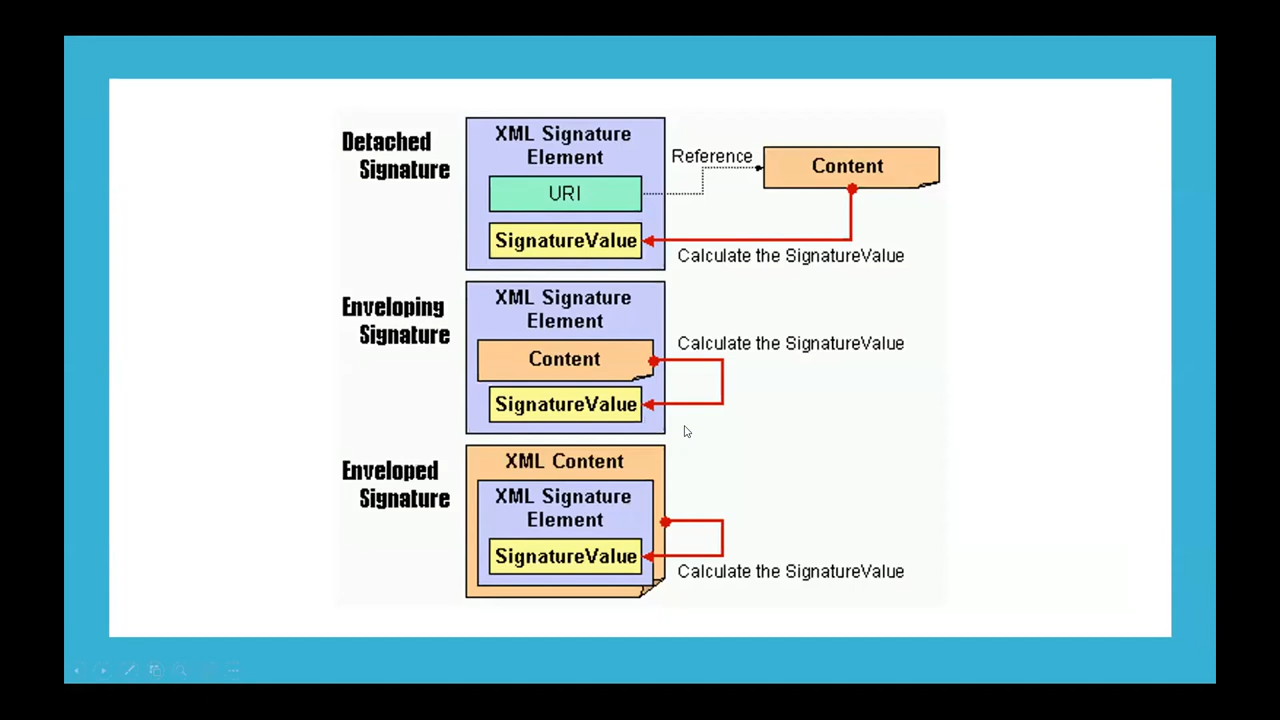 Detached
Signature
XML Signature
Element
URI
SignatureValue
Reference
Content
Calculate the SignatureValue
Enveloping
Signature
XML Signature
Element
Content
SignatureValue
Calculate the SignatureValue
Enveloped
Signature
XML Content
XML Signature
Element
SignatureValue
Calculate the SignatureValue